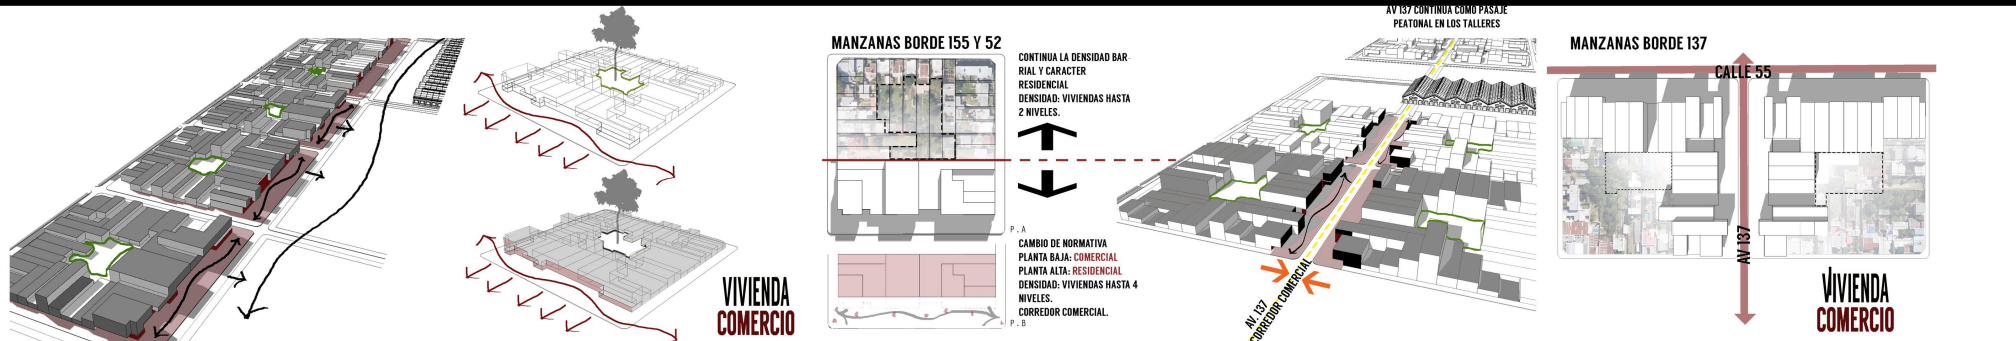 VIVIENDA
COMERCIO
MANZANAS BORDE 155 Y 52
CONTINUA LA DENSIDAD BAR-
RIAL Y CARACTER
RESIDENCIAL
DENSIDAD: VIVIENDAS HASTA
2 NIVELES.
P.A
CAMBIO DE NORMATIVA
PLANTA BAJA: COMERCIAL
PLANTA ALTA: RESIDENCIAL
DENSIDAD: VIVIENDAS HASTA 4
NIVELES.
CORREDOR COMERCIAL.
P.B
AV 137 CONTINUA COMO PASAJE
PEATONAL EN LOS TALLERES
AV. 137
CORREDOR COMERCIAL
MANZANAS BORDE 137
CALLE 55
AV 137
VIVIENDA
COMERCIO